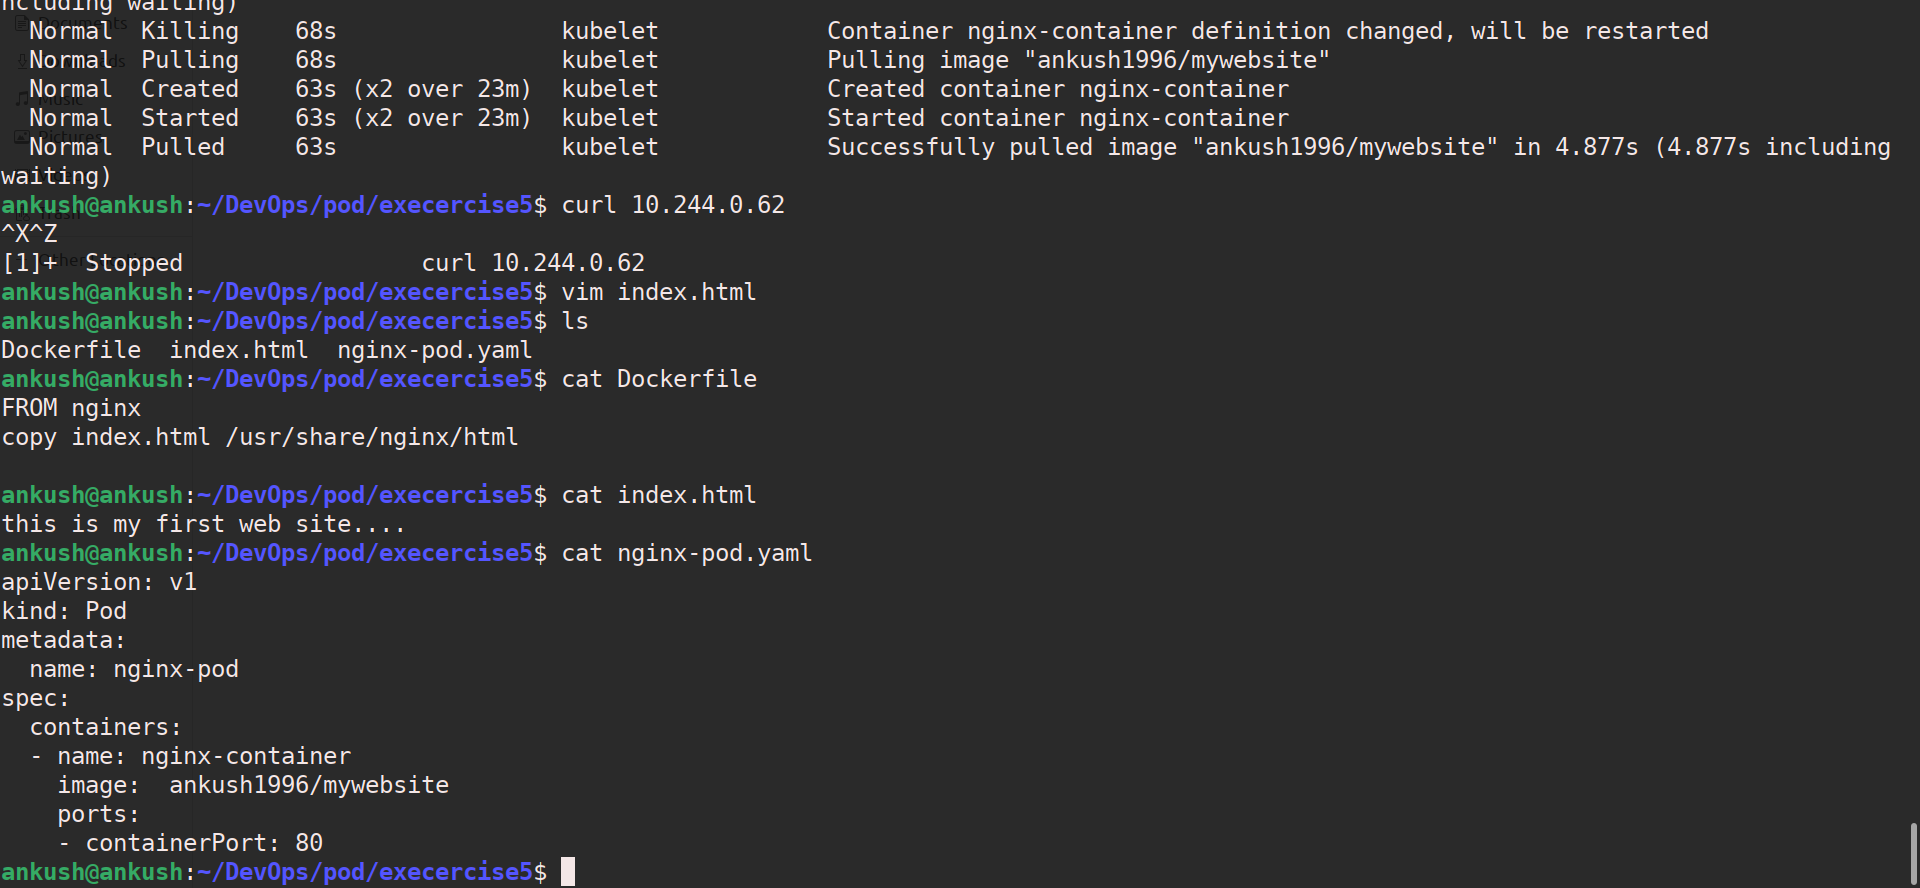 ncluding waiting)
  Normal  Killing    68s                kubelet            Container nginx-container definition changed, will be restarted
  Normal  Pulling    68s                kubelet            Pulling image "ankush1996/mywebsite"
  Normal  Created    63s (x2 over 23m)  kubelet            Created container nginx-container
  Normal  Started    63s (x2 over 23m)  kubelet            Started container nginx-container
  Normal  Pulled     63s                kubelet            Successfully pulled image "ankush1996/mywebsite" in 4.877s (4.877s including
waiting)
ankush@ankush:~/DevOps/pod/execercise5$ curl 10.244.0.62
^X^Z
[1]+  Stopped                 curl 10.244.0.62
ankush@ankush:~/DevOps/pod/execercise5$ vim index.html
ankush@ankush:~/DevOps/pod/execercise5$ ls
Dockerfile  index.html  nginx-pod.yaml
ankush@ankush:~/DevOps/pod/execercise5$ cat Dockerfile
FROM nginx
copy index.html /usr/share/nginx/html

ankush@ankush:~/DevOps/pod/execercise5$ cat index.html
this is my first web site....
ankush@ankush:~/DevOps/pod/execercise5$ cat nginx-pod.yaml
apiVersion: v1
kind: Pod
metadata:
  name: nginx-pod
spec:
  containers:
  - name: nginx-container
    image:  ankush1996/mywebsite
    ports:
    - containerPort: 80
ankush@ankush:~/DevOps/pod/execercise5$